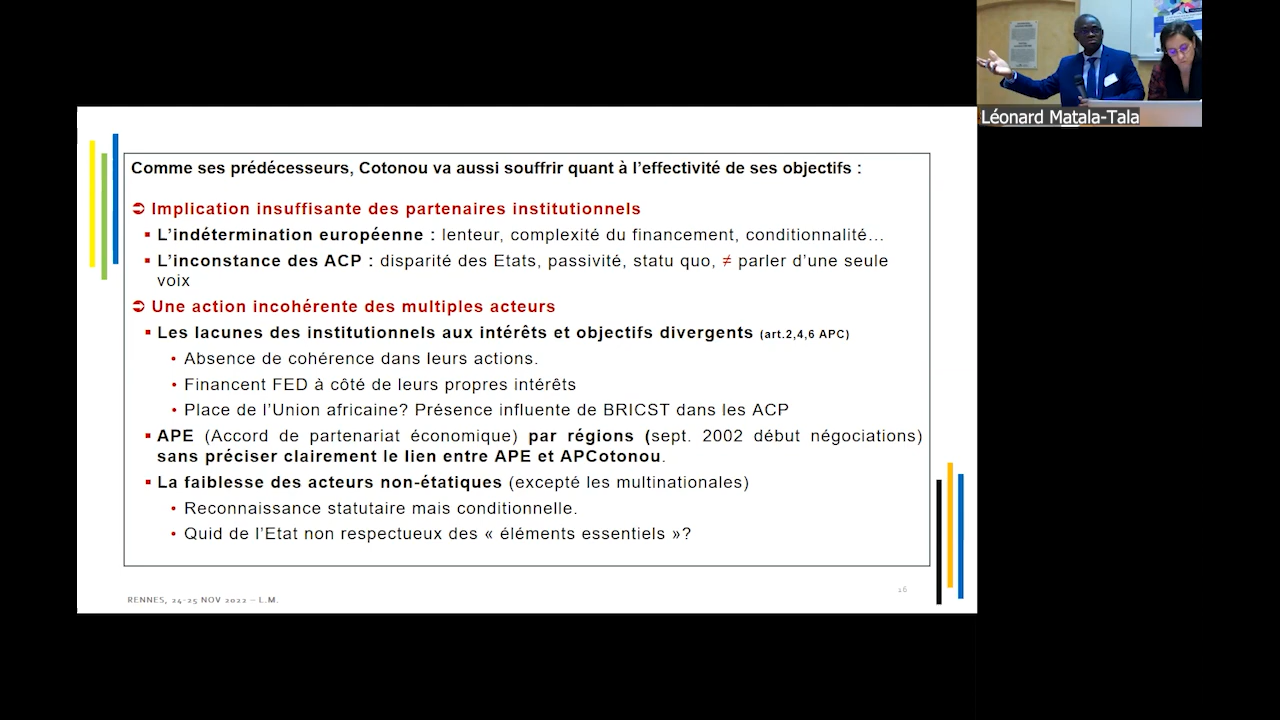 Léonard Matala-Tala
Comme ses prédécesseurs, Cotonou va aussi souffrir quant à l’effectivité de ses objectifs :
➲ Implication insuffisante des partenaires institutionnels
▪ L’indétermination européenne : lenteur, complexité du financement, conditionnalité…
▪ L’inconstance des ACP : disparité des Etats, passivité, statu quo, ≠ parler d’une seule
voix
➲ Une action incohérente des multiples acteurs
▪ Les lacunes des institutionnels aux intérêts et objectifs divergents (art.2,4,6 APC)
• Absence de cohérence dans leurs actions.
• Financent FED à côté de leurs propres intérêts
• Place de l’Union africaine? Présence influente de BRICST dans les ACP
▪ APE (Accord de partenariat économique) par régions (sept. 2002 début négociations)
sans préciser clairement le lien entre APE et APCotonou.
▪ La faiblesse des acteurs non-étatiques (excepté les multinationales)
• Reconnaissance statutaire mais conditionnelle.
• Quid de l’Etat non respectueux des « éléments essentiels »?
RENNES, 24-25 NOV 2022 – L.M.
16